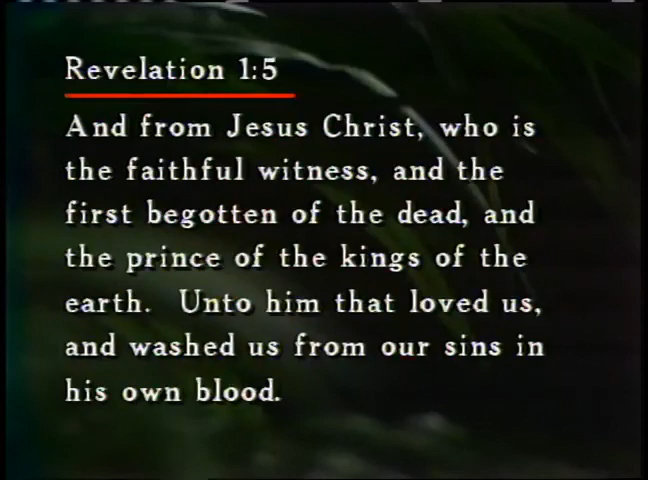 Revelation 1:5
And from Jesus Christ, who is
the faithful witness, and the
first begotten of the dead, and
the prince of the kings of the
earth.  Unto him that loved us,
and washed us from our sins in
his own blood.